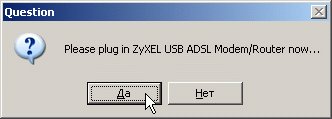 Question
Please plug in ZyXEL USB ADSL Modem/Router now...
Да Нет